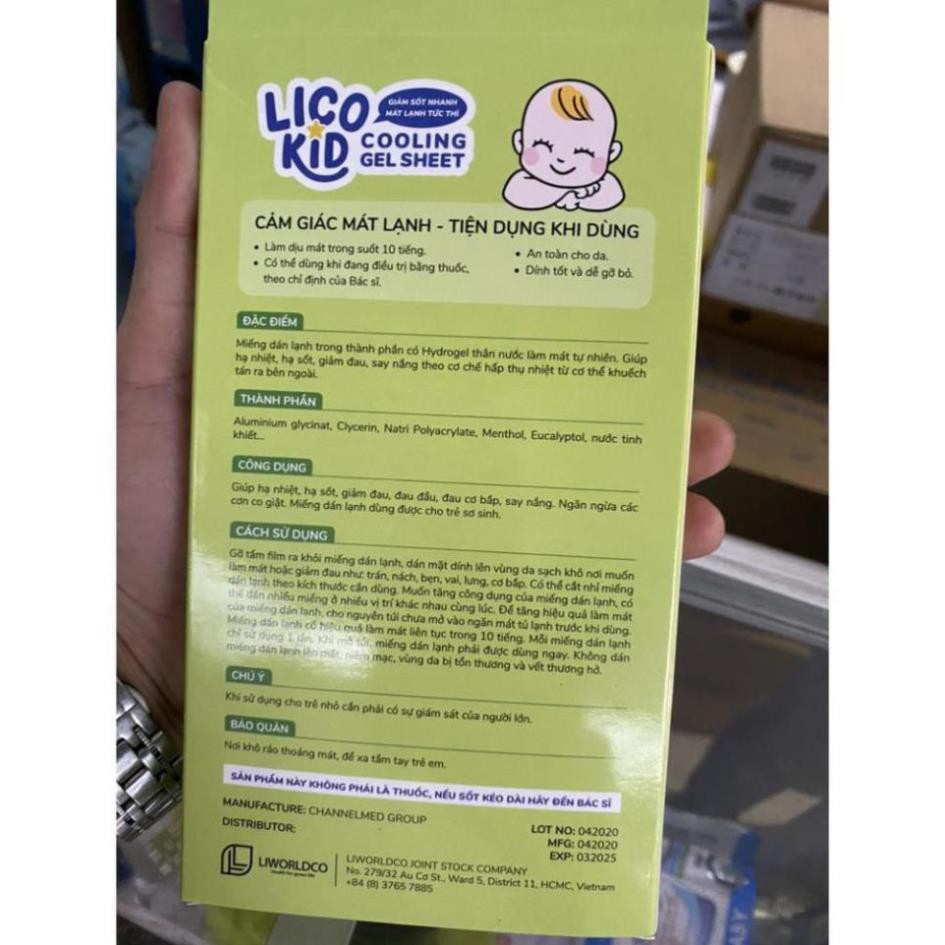 LICO KID
GIẢM SỐT NHANH
MÁT LẠNH TỨC THÌ
COOLING
GEL SHEET
CẢM GIÁC MÁT LẠNH - TIỆN DỤNG KHI DÙNG
• Làm dịu mát trong suốt 10 tiếng.
• Có thể dùng khi đang điều trị bằng thuốc,
theo chỉ định của Bác sĩ.
• An toàn cho da.
• Dính tốt và dễ gỡ bỏ.
ĐẶC ĐIỂM
Miếng dán lạnh trong thành phần có Hydrogel thân nước làm mát tự nhiên. Giúp
hạ nhiệt, hạ sốt, giảm đau, say nắng theo cơ chế hấp thụ nhiệt từ cơ thể khuếch
tán ra bên ngoài.
THÀNH PHẦN
Aluminium glycinat, Clycerin, Natri Polyacrylate, Menthol, Eucalyptol, nước tinh
khiết...
CÔNG DỤNG
Giúp hạ nhiệt, hạ sốt, giảm đau, đau đầu, đau cơ bắp, say nắng. Ngăn ngừa các
cơn co giật. Miếng dán lạnh dùng được cho trẻ sơ sinh.
CÁCH SỬ DỤNG
Gỡ tấm film ra khỏi miếng dán lạnh, dán mặt dính lên vùng da sạch khô nơi muốn
làm mát hoặc giảm đau như: trán, nách, bẹn, vai, lưng, cơ bắp. Có thể cắt nhỏ miếng
dán lạnh theo kích thước cần dùng. Muốn tăng công dụng của miếng dán lạnh, có
thể dán nhiều miếng ở nhiều vị trí khác nhau cùng lúc. Để tăng hiệu quả làm mát
của miếng dán lạnh, cho nguyên túi chưa mở vào ngăn mát tủ lạnh trước khi dùng.
Miếng dán lạnh có hiệu quả làm mát liên tục trong 10 tiếng. Mỗi miếng dán lạnh
chỉ sử dụng 1 lần. Khi mở túi, miếng dán lạnh phải được dùng ngay. Không dán
miếng dán lạnh lên mắt, niêm mạc, vùng da bị tổn thương và vết thương hở.
CHÚ Ý
Khi sử dụng cho trẻ nhỏ cần phải có sự giám sát của người lớn.
BẢO QUẢN
Nơi khô ráo thoáng mát, để xa tầm tay trẻ em.
SẢN PHẨM NÀY KHÔNG PHẢI LÀ THUỐC, NẾU SỐT KÉO DÀI HÃY ĐẾN BÁC SĨ
MANUFACTURE: CHANNELMED GROUP
DISTRIBUTOR:
LOT NO: 042020
MFG: 042020
EXP: 032025
LIWORLDCO
LIWORLDCO JOINT STOCK COMPANY
No. 279/32 Au Cơ St., Ward 5, District 11, HCMC, Vietnam
+84 (8) 3765 7885